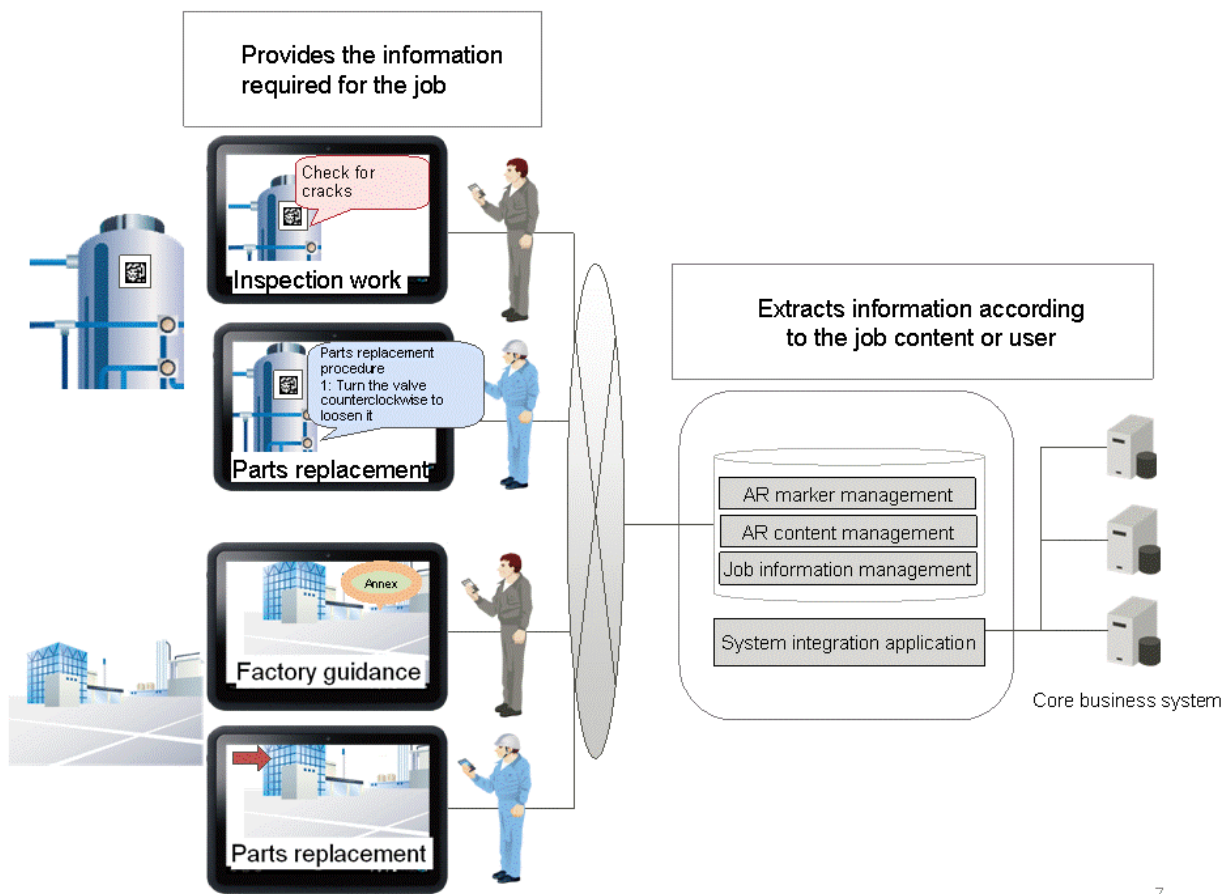 Provides the information
required for the job
Check for
cracks
Inspection work
Parts replacement
procedure
1: Turn the valve
counterclockwise to
loosen it
Parts replacement
Annex
Factory guidance
Parts replacement
Extracts information according
to the job content or user
AR marker management
AR content management
Job information management
System integration application
Core business system
7